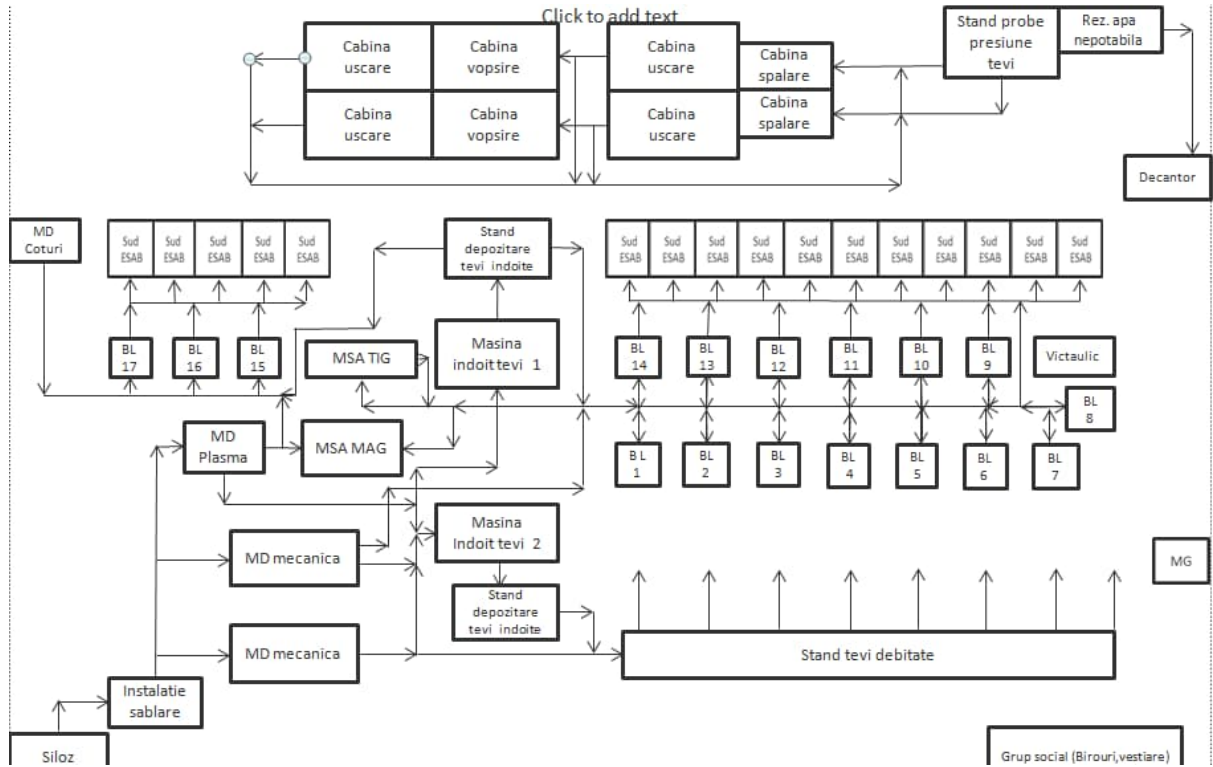 Click to add text
Cabina
uscare
Cabina
vopsire
Cabina
uscare
Cabina
spalare
Stand probe
presiune
tevi
Rez. apa
nepotabila
Cabina
uscare
Cabina
vopsire
Cabina
uscare
Cabina
spalare
Decantor
MD
Coturi
Sud
ESAB
Sud
ESAB
Sud
ESAB
Sud
ESAB
Sud
ESAB
Stand
depozitare
tevi indoite
Sud
ESAB
Sud
ESAB
Sud
ESAB
Sud
ESAB
Sud
ESAB
Sud
ESAB
Sud
ESAB
Sud
ESAB
Sud
ESAB
Sud
ESAB
Sud
ESAB
BL
17
BL
16
BL
15
MSA TIG
Masina
indoit tevi 1
BL
14
BL
13
BL
12
BL
11
BL
10
BL
9
Victaulic
BL
8
MD
Plasma
MSA MAG
B L
1
BL
2
BL
3
BL
4
BL
5
BL
6
BL
7
Masina
Indoit tevi 2
MD mecanica
MG
Stand
depozitare
tevi indoite
MD mecanica
Stand tevi debitate
Instalatie
sablare
Siloz
Grup social (Birouri,vestiare)